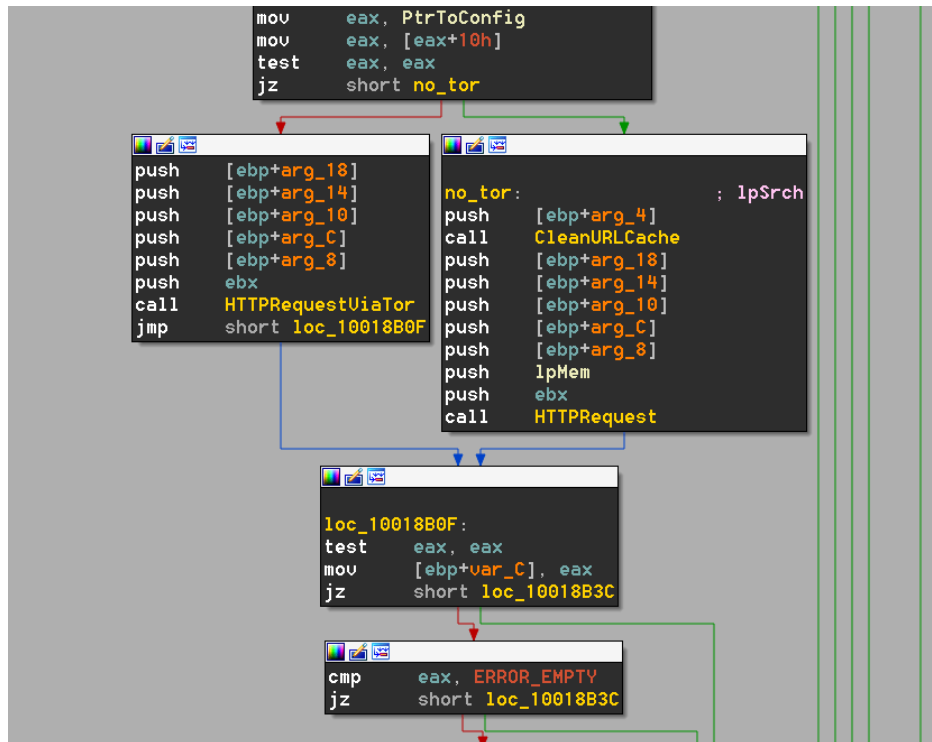 mov eax, PtrToConfig
mov eax, [eax+10h]
test eax, eax
jz short no_tor
push [ebp+arg_18]
push [ebp+arg_14]
push [ebp+arg_10]
push [ebp+arg_C]
push [ebp+arg_8]
push ebx
call HTTPRequestViaTor
jmp short loc_10018B0F
no_tor: ; lpSrch
push [ebp+arg_4]
call CleanURLCache
push [ebp+arg_18]
push [ebp+arg_14]
push [ebp+arg_10]
push [ebp+arg_C]
push [ebp+arg_8]
push lpMem
push ebx
call HTTPRequest
loc_10018B0F:
test eax, eax
mov [ebp+var_C], eax
jz short loc_10018B3C
cmp eax, ERROR_EMPTY
jz short loc_10018B3C